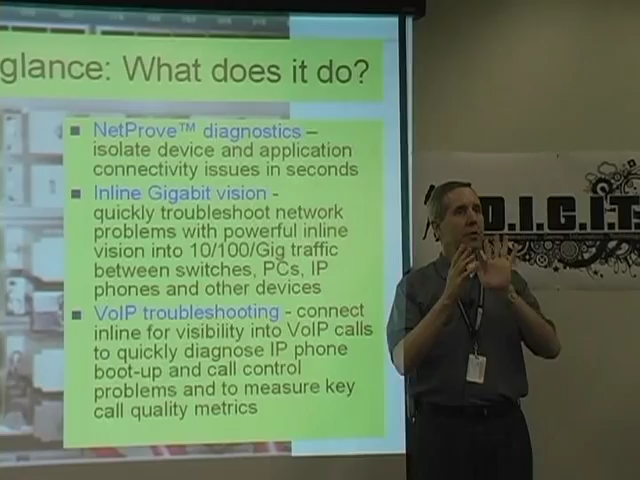 glance: What does it do?
NetProve™ diagnostics –
isolate device and application
connectivity issues in seconds
Inline Gigabit vision -
quickly troubleshoot network
problems with powerful inline
vision into 10/100/Gig traffic
between switches, PCs, IP
phones and other devices
VoIP troubleshooting - connect
inline for visibility into VoIP calls
to quickly diagnose IP phone
boot-up and call control
problems and to measure key
call quality metrics
D.I.G.I.T.